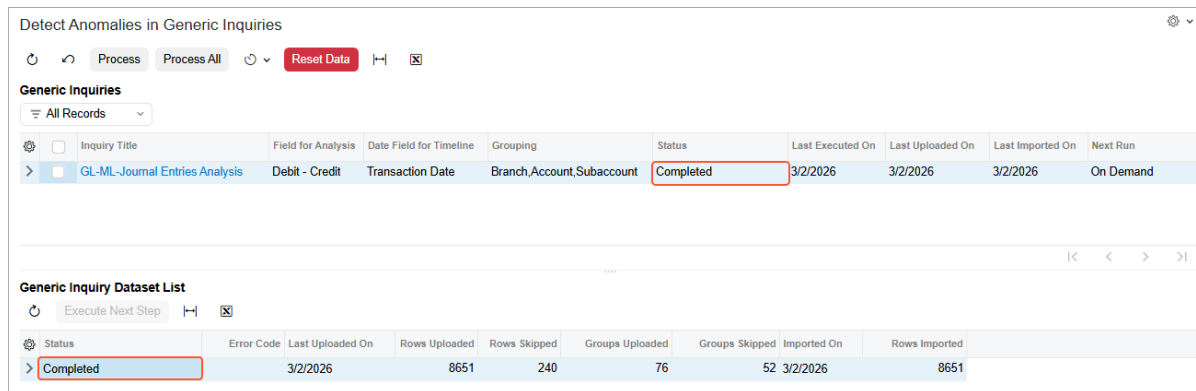 Detect Anomalies in Generic Inquiries
Process Process All Reset Data
Generic Inquiries
All Records
Inquiry Title Field for Analysis Date Field for Timeline Grouping Status Last Executed On Last Uploaded On Last Imported On Next Run
GL-ML-Journal Entries Analysis Debit - Credit Transaction Date Branch,Account,Subaccount Completed 3/2/2026 3/2/2026 3/2/2026 On Demand
Generic Inquiry Dataset List
Execute Next Step
Status Error Code Last Uploaded On Rows Uploaded Rows Skipped Groups Uploaded Groups Skipped Imported On Rows Imported
Completed 3/2/2026 8651 240 76 52 3/2/2026 8651